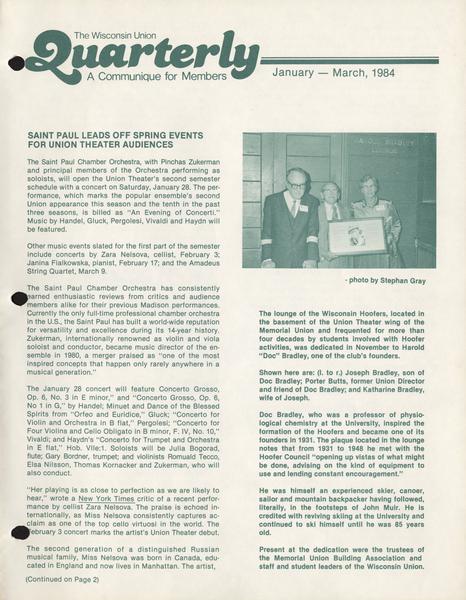 The Wisconsin Union
Quarterly
A Communique for Members
January — March, 1984
SAINT PAUL LEADS OFF SPRING EVENTS
FOR UNION THEATER AUDIENCES
The Saint Paul Chamber Orchestra, with Pinchas Zukerman
and principal members of the Orchestra performing as
soloists, will open the Union Theater's second semester
schedule with a concert on Saturday, January 28. The per-
formance, which marks the popular ensemble's second
Union appearance this season and the tenth in the past
three seasons, is billed as "An Evening of Concerti."
Music by Handel, Gluck, Pergolesi, Vivaldi and Haydn will
be featured.
Other music events slated for the first part of the semester
include concerts by Zara Nelsova, cellist, February 3;
Janina Fialkowska, pianist, February 17; and the Amadeus
String Quartet, March 9.
The Saint Paul Chamber Orchestra has consistently
earned enthusiastic reviews from critics and audience
members alike for their previous Madison performances.
Currently the only full-time professional chamber orchestra
in the U.S., the Saint Paul has built a world-wide reputation
for versatility and excellence during its 14-year history.
Zukerman, internationally renowned as violin and viola
soloist and conductor, became music director of the en-
semble in 1980, a merger praised as "one of the most
inspired concepts that happen only rarely anywhere in a
musical generation."
The January 28 concert will feature Concerto Grosso,
Op. 6, No. 3 in E minor," and "Concerto Grosso, Op. 6,
No 1 in G," by Handel; Minuet and Dance of the Blessed
Spirits from "Orfeo and Euridice," Gluck; "Concerto for
Violin and Orchestra in B flat," Pergolesi; "Concerto for
Four Violins and Cello Obligato in B minor, F. IV, No. 10,"
Vivaldi; and Haydn's "Concerto for Trumpet and Orchestra
in E flat," Hob. VIIe:1. Soloists will be Julia Bogorad,
flute; Gary Bordner, trumpet; and violinists Romuald Tecco,
Elsa Nilsson, Thomas Kornacker and Zukerman, who will
also conduct.
"Her playing is as close to perfection as we are likely to
hear," wrote a New York Times critic of a recent perfor-
mance by cellist Zara Nelsova. The praise is echoed in-
ternationally, as Miss Nelsova consistently captures ac-
claim as one of the top cello virtuosi in the world. The
February 3 concert marks the artist's Union Theater debut.
The second generation of a distinguished Russian
musical family, Miss Nelsova was born in Canada, edu-
cated in England and now lives in Manhattan. The artist,
(Continued on Page 2)
- photo by Stephan Gray
The lounge of the Wisconsin Hoofers, located in
the basement of the Union Theater wing of the
Memorial Union and frequented for more than
four decades by students involved with Hoofer
activities, was dedicated in November to Harold
"Doc" Bradley, one of the club's founders.
Shown here are: (l. to r.) Joseph Bradley, son of
Doc Bradley; Porter Butts, former Union Director
and friend of Doc Bradley; and Katharine Bradley,
wife of Joseph.
Doc Bradley, who was a professor of physio-
logical chemistry at the University, inspired the
formation of the Hoofers and became one of its
founders in 1931. The plaque located in the lounge
notes that from 1931 to 1948 he met with the
Hoofer Council "opening up vistas of what might
be done, advising on the kind of equipment to
use and lending constant encouragement."
He was himself an experienced skier, canoer,
sailor and mountain backpacker having followed,
literally, in the footsteps of John Muir. He is
credited with reviving skiing at the University and
continued to ski himself until he was 85 years
old.
Present at the dedication were the trustees of
the Memorial Union Building Association and
staff and student leaders of the Wisconsin Union.